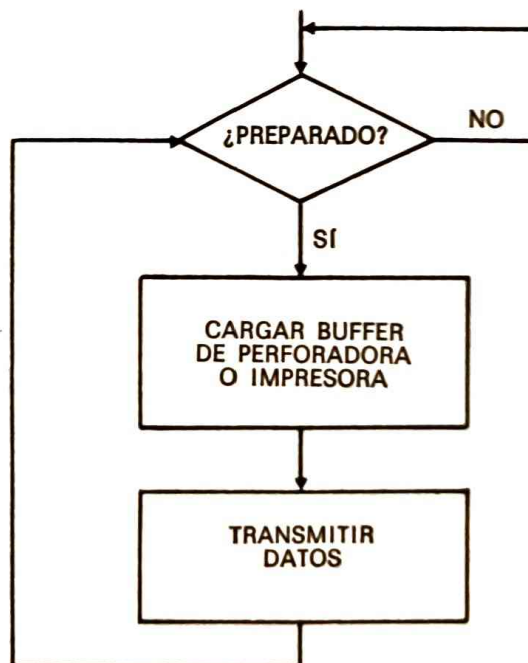 ¿PREPARADO?
NO
SÍ
CARGAR BUFFER
DE PERFORADORA
O IMPRESORA
TRANSMITIR
DATOS